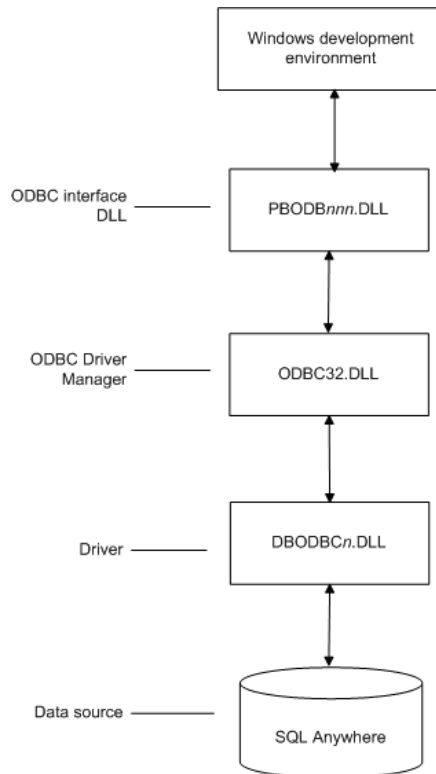 Windows development
environment
ODBC interface
DLL
PBODBnnn.DLL
ODBC Driver
Manager
ODBC32.DLL
Driver
DBODBCn.DLL
Data source
SQL Anywhere